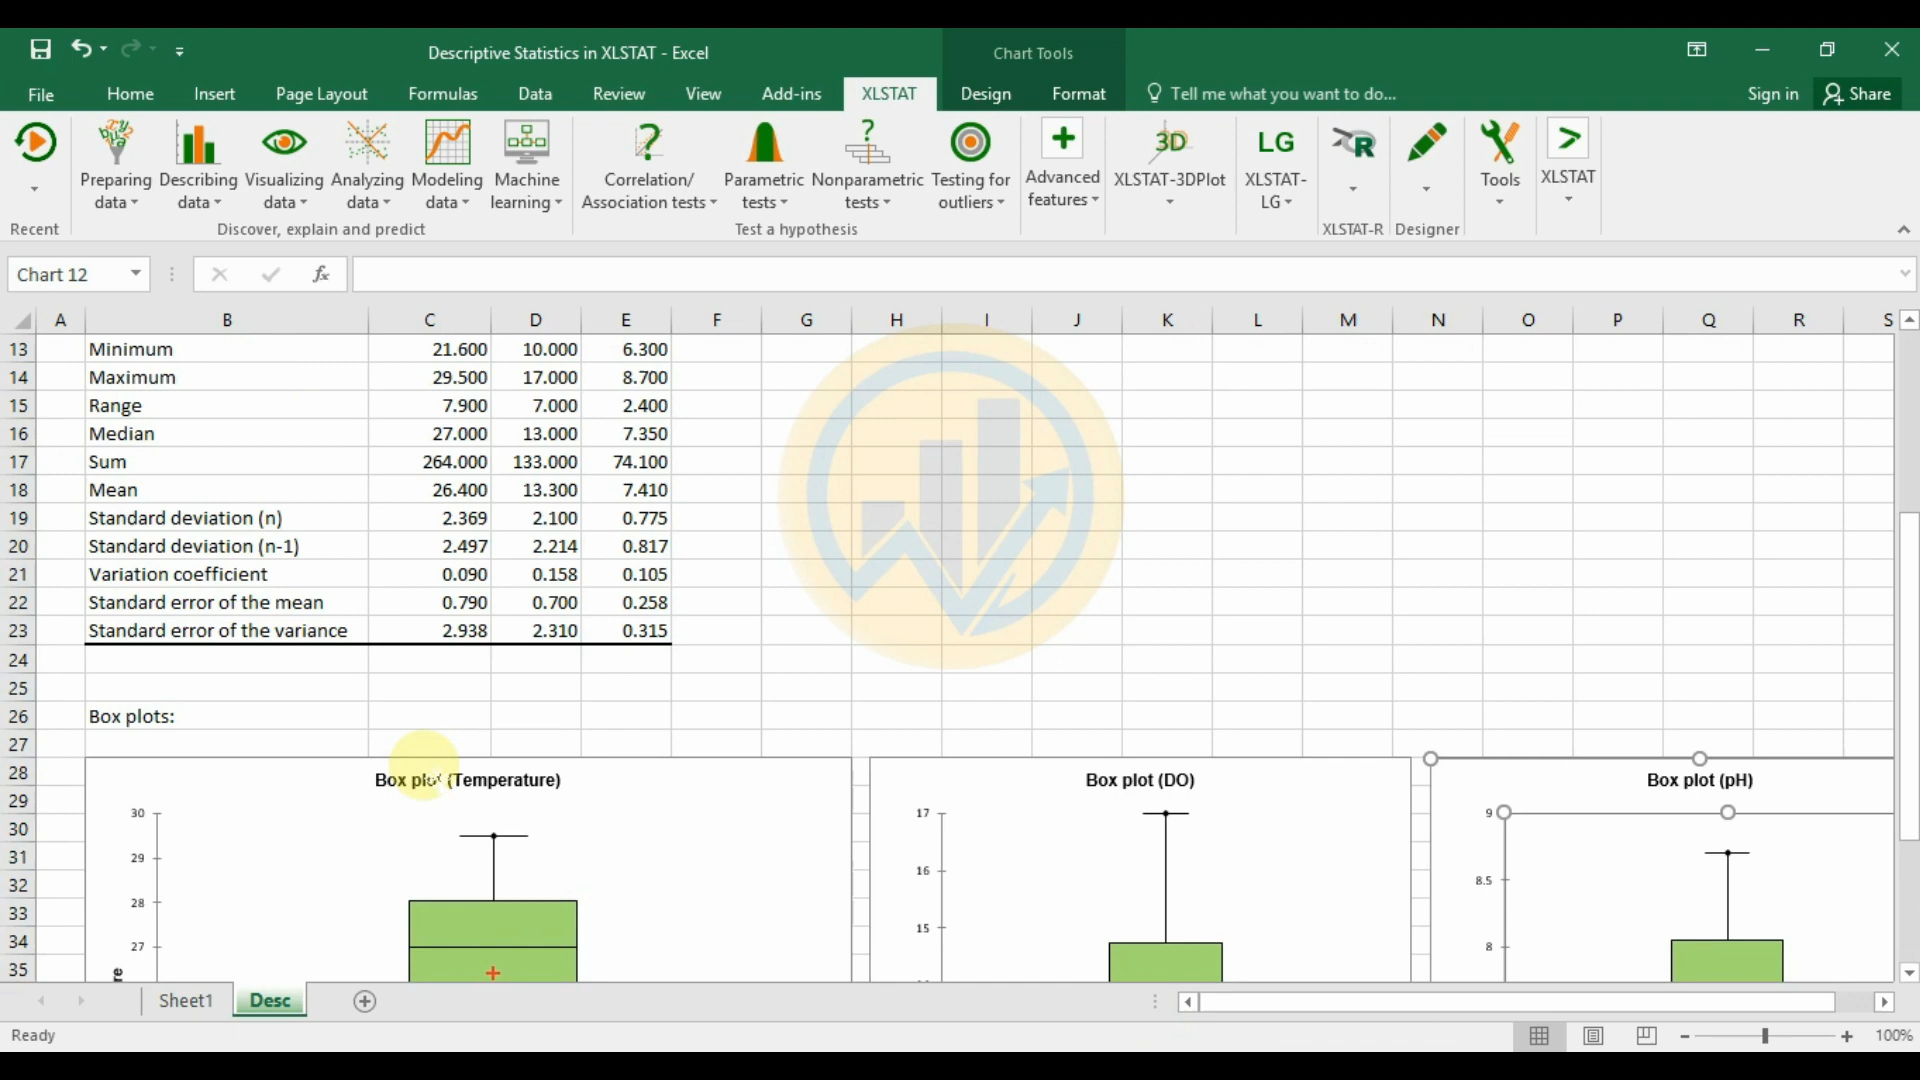 Descriptive Statistics in XLSTAT - Excel
Chart Tools
File Home Insert Page Layout Formulas Data Review View Add-ins XLSTAT Design Format Tell me what you want to do... Sign in Share
Preparing data
Describing data
Visualizing data
Analyzing data
Modeling data
Machine learning
Correlation/ Association tests
Parametric tests
Nonparametric tests
Testing for outliers
Advanced features
3D
XLSTAT-3DPlot
LG
XLSTAT-LG
R
Tools
XLSTAT
Recent Discover, explain and predict Test a hypothesis XLSTAT-R Designer
Chart 12 fx
A B C D E F G H I J K L M N O P Q R S
13 Minimum 21.600 10.000 6.300
14 Maximum 29.500 17.000 8.700
15 Range 7.900 7.000 2.400
16 Median 27.000 13.000 7.350
17 Sum 264.000 133.000 74.100
18 Mean 26.400 13.300 7.410
19 Standard deviation (n) 2.369 2.100 0.775
20 Standard deviation (n-1) 2.497 2.214 0.817
21 Variation coefficient 0.090 0.158 0.105
22 Standard error of the mean 0.790 0.700 0.258
23 Standard error of the variance 2.938 2.310 0.315
24
25
26 Box plots:
27
28
29
30
31
32
33
34
35
Box plot (Temperature)
30
29
28
27
re
Box plot (DO)
17
16
15
Box plot (pH)
9
8.5
8
Sheet1 Desc
Ready 100%